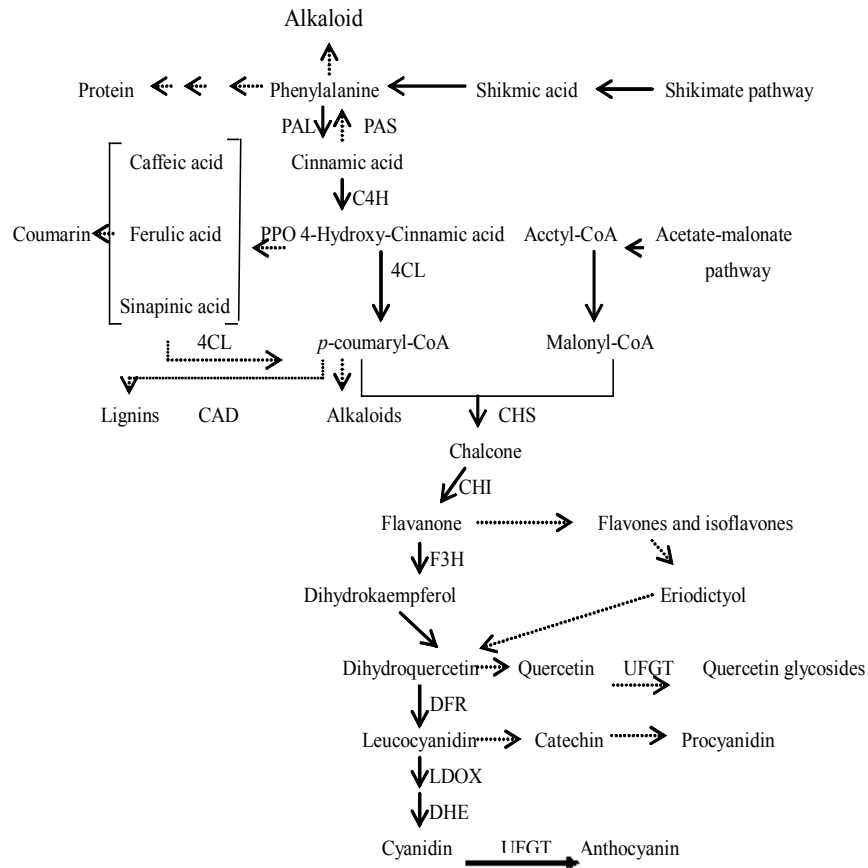 Alkaloid
Protein Phenylalanine Shikmic acid Shikimate pathway
PAL PAS
Caffeic acid Cinnamic acid
C4H
Coumarin Ferulic acid PPO 4-Hydroxy-Cinnamic acid Acctyl-CoA Acetate-malonate
4CL pathway
Sinapinic acid
4CL p-coumaryl-CoA Malonyl-CoA
Lignins CAD Alkaloids CHS
Chalcone
CHI
Flavanone Flavones and isoflavones
F3H
Dihydrokaempferol Eriodictyol
Dihydroquercetin Quercetin UFGT Quercetin glycosides
DFR
Leucocyanidin Catechin Procyanidin
LDOX
DHE
Cyanidin UFGT Anthocyanin